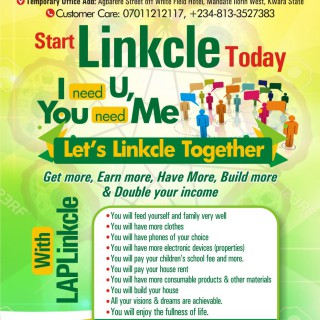 Temporary Office Add: Agbarere Street off White Field Hotel, Mandate Ilorin West, Kwara State
Customer Care: 07011212117, +234-813-3527383
Start Linkcle Today
I need U,
You need Me
Let's Linkcle Together
Get more, Earn more, Have More, Build more
& Double your income
With
LAPLinkcle
• You will feed yourself and family very well
• You will have more clothes
• You will have phones of your choice
• You will have more electronic devices (properties)
• You will pay your children's school fee and more.
• You will pay your house rent
• You will have more consumable products & other materials
• You will build your house
• All your visions & dreams are achievable.
• You will enjoy the fullness of life.